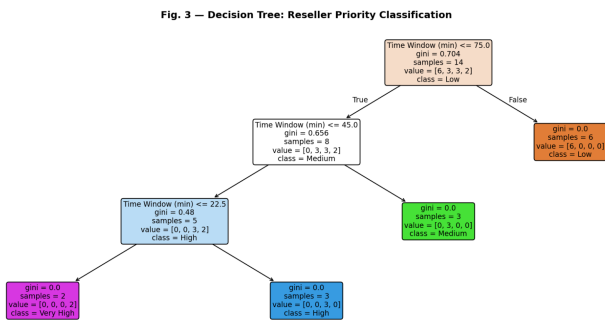 Fig. 3 — Decision Tree: Reseller Priority Classification
Time Window (min) <= 75.0
gini = 0.704
samples = 14
value = [6, 3, 3, 2]
class = Low
True
False
Time Window (min) <= 45.0
gini = 0.656
samples = 8
value = [0, 3, 3, 2]
class = Medium
gini = 0.0
samples = 6
value = [6, 0, 0, 0]
class = Low
Time Window (min) <= 22.5
gini = 0.48
samples = 5
value = [0, 0, 3, 2]
class = High
gini = 0.0
samples = 3
value = [0, 3, 0, 0]
class = Medium
gini = 0.0
samples = 2
value = [0, 0, 0, 2]
class = Very High
gini = 0.0
samples = 3
value = [0, 0, 3, 0]
class = High